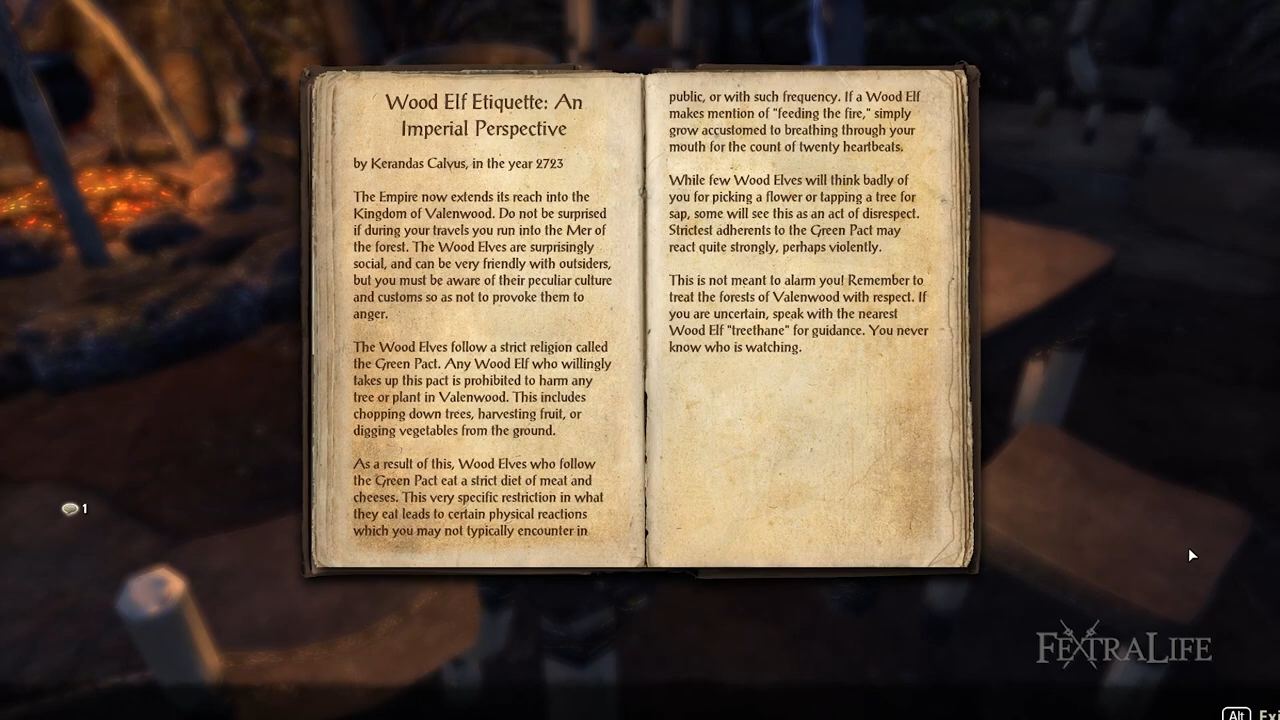 Wood Elf Etiquette: An
Imperial Perspective
by Kerandas Calvus, in the year 2723
The Empire now extends its reach into the
Kingdom of Valenwood. Do not be surprised
if during your travels you run into the Mer of
the forest. The Wood Elves are surprisingly
social, and can be very friendly with outsiders,
but you must be aware of their peculiar culture
and customs so as not to provoke them to
anger.
The Wood Elves follow a strict religion called
the Green Pact. Any Wood Elf who willingly
takes up this pact is prohibited to harm any
tree or plant in Valenwood. This includes
chopping down trees, harvesting fruit, or
digging vegetables from the ground.
As a result of this, Wood Elves who follow
the Green Pact eat a strict diet of meat and
cheeses. This very specific restriction in what
they eat leads to certain physical reactions
which you may not typically encounter in
public, or with such frequency. If a Wood Elf
makes mention of "feeding the fire," simply
grow accustomed to breathing through your
mouth for the count of twenty heartbeats.
While few Wood Elves will think badly of
you for picking a flower or tapping a tree for
sap, some will see this as an act of disrespect.
Strictest adherents to the Green Pact may
react quite strongly, perhaps violently.
This is not meant to alarm you! Remember to
treat the forests of Valenwood with respect. If
you are uncertain, speak with the nearest
Wood Elf "treethane" for guidance. You never
know who is watching.
1
FEXTRALIFE
Alt